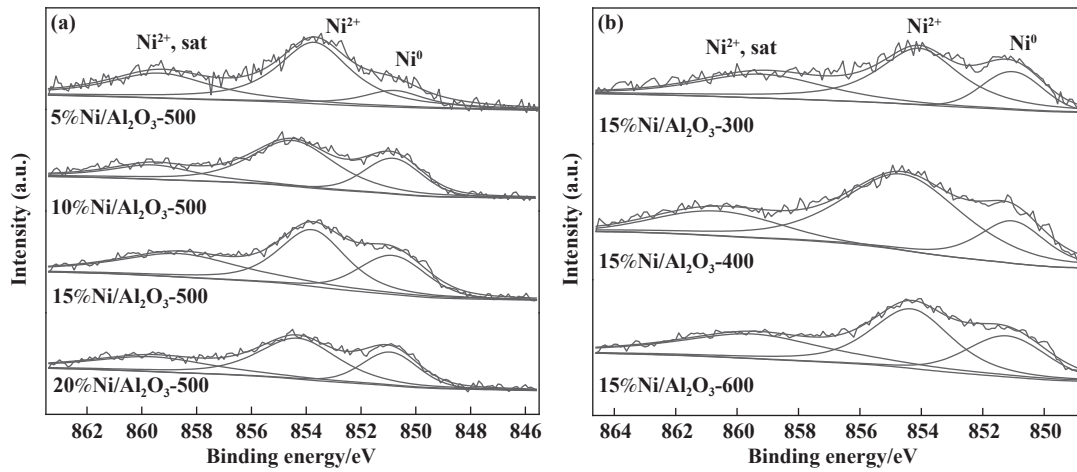 (a)
Ni²⁺, sat
Ni²⁺
Ni⁰
5%Ni/Al₂O₃-500
10%Ni/Al₂O₃-500
15%Ni/Al₂O₃-500
20%Ni/Al₂O₃-500
Intensity (a.u.)
862 860 858 856 854 852 850 848 846
Binding energy/eV
(b)
Ni²⁺, sat
Ni²⁺
Ni⁰
15%Ni/Al₂O₃-300
15%Ni/Al₂O₃-400
15%Ni/Al₂O₃-600
Intensity (a.u.)
864 862 860 858 856 854 852 850
Binding energy/eV